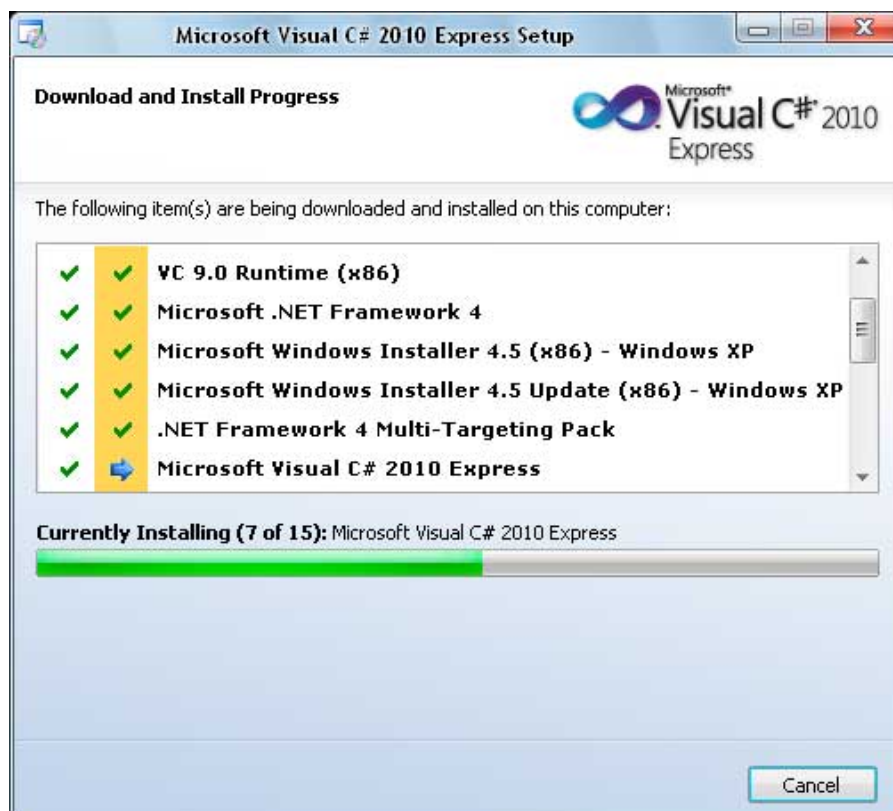 Microsoft Visual C# 2010 Express Setup
Download and Install Progress
Microsoft®
Visual C#® 2010
Express
The following item(s) are being downloaded and installed on this computer:
VC 9.0 Runtime (x86)
Microsoft .NET Framework 4
Microsoft Windows Installer 4.5 (x86) - Windows XP
Microsoft Windows Installer 4.5 Update (x86) - Windows XP
.NET Framework 4 Multi-Targeting Pack
Microsoft Visual C# 2010 Express
Currently Installing (7 of 15): Microsoft Visual C# 2010 Express
Cancel